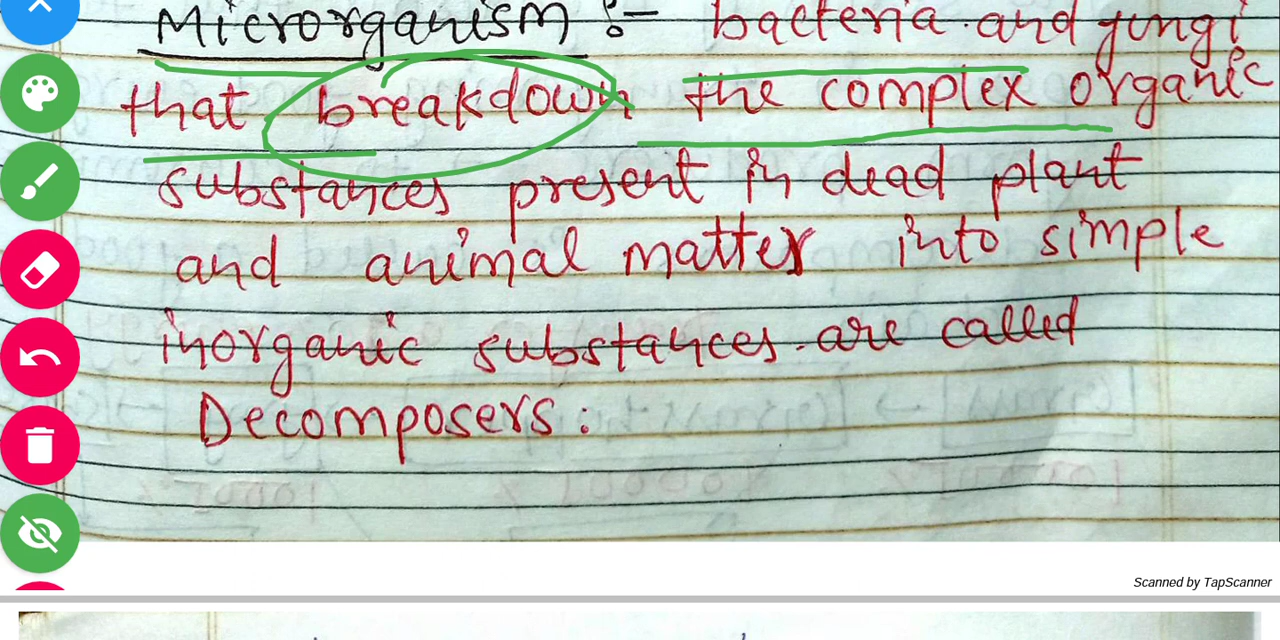 Microrganism :- bacteria and fungi
that breakdown the complex organic
substances present in dead plant
and animal matter into simple
inorganic substances are called
Decomposers :
Scanned by TapScanner